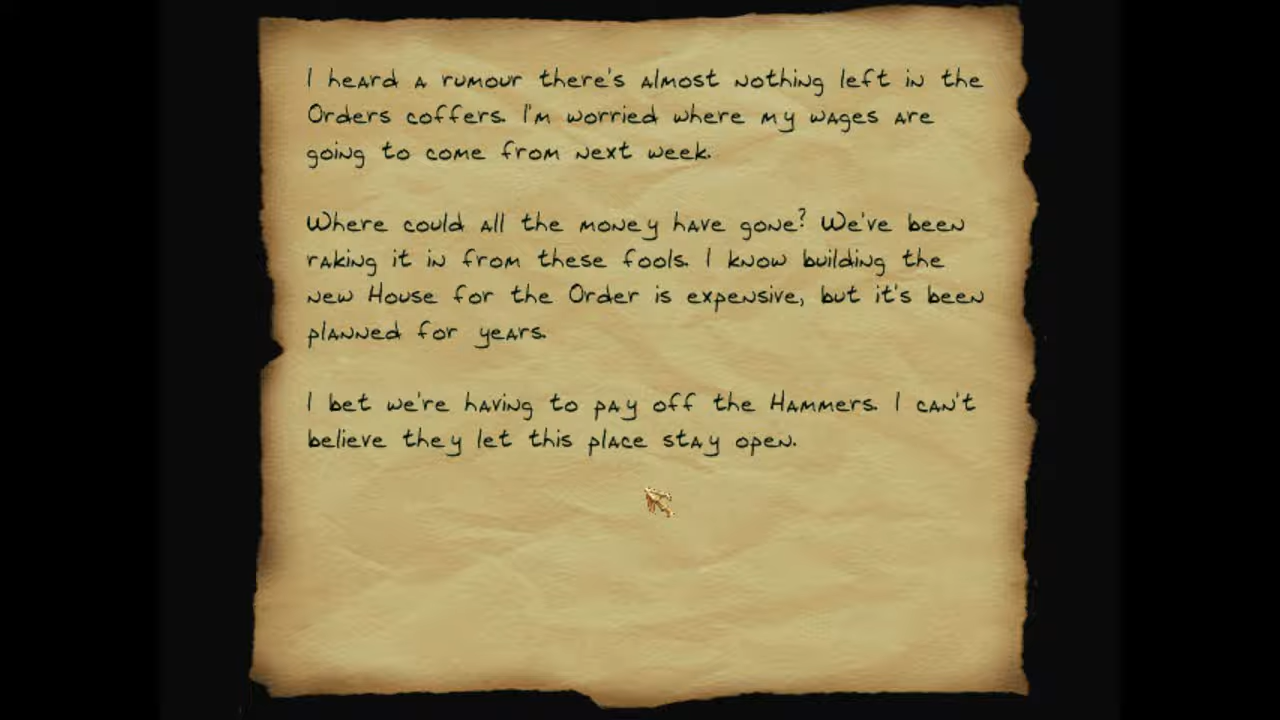 I heard a rumour there's almost nothing left in the
Orders coffers. I'm worried where my wages are
going to come from next week.
Where could all the money have gone? We've been
raking it in from these fools. I know building the
new House for the Order is expensive, but it's been
planned for years.
I bet we're having to pay off the Hammers. I can't
believe they let this place stay open.